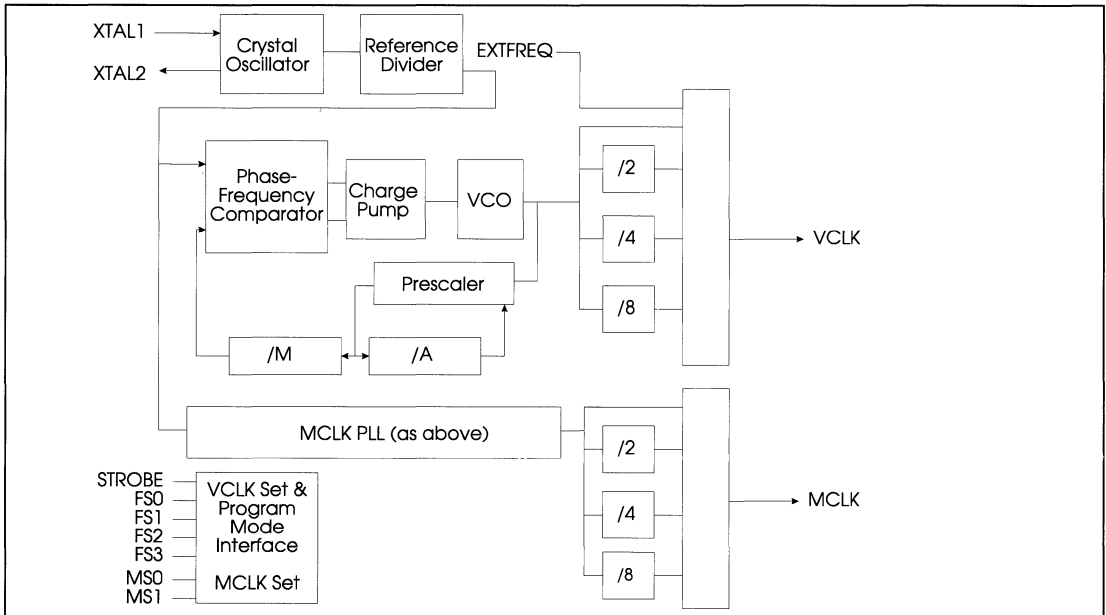 XTAL1
XTAL2
Crystal
Oscillator
Reference
Divider
EXTFREQ
Phase-
Frequency
Comparator
Charge
Pump
VCO
/2
/4
/8
VCLK
Prescaler
/M
/A
MCLK PLL (as above)
/2
/4
/8
MCLK
STROBE
FS0
FS1
FS2
FS3
MS0
MS1
VCLK Set &
Program
Mode
Interface
MCLK Set